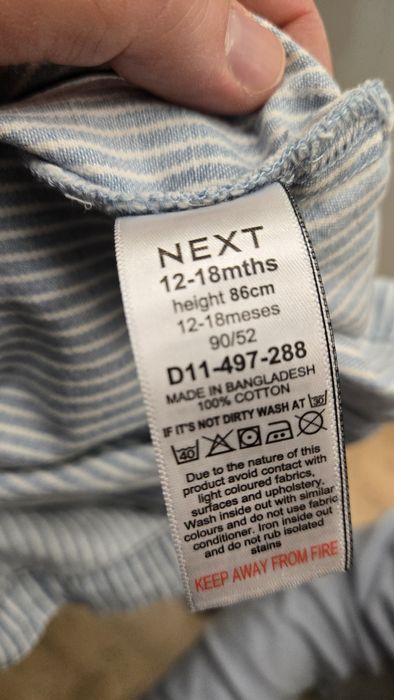 NEXT
12-18mths
height 86cm
12-18meses
90/52
D11-497-288
MADE IN BANGLADESH
100% COTTON
IF IT'S NOT DIRTY WASH AT 30
40
Due to the nature of this
product avoid contact with
light coloured fabrics,
surfaces and upholstery.
Wash inside out with similar
colours and do not use fabric
conditioner. Iron inside out
and do not rub isolated
stains
KEEP AWAY FROM FIRE